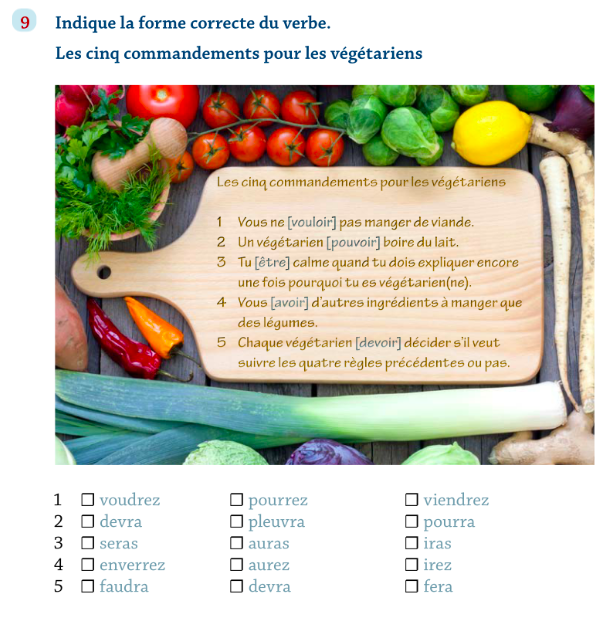 9 Indique la forme correcte du verbe.
Les cinq commandements pour les végétariens
Les cinq commandements pour les végétariens
1 Vous ne [vouloir] pas manger de viande.
2 Un végétarien [pouvoir] boire du lait.
3 Tu [être] calme quand tu dois expliquer encore
une fois pourquoi tu es végétarien(ne).
4 Vous [avoir] d'autres ingrédients à manger que
des légumes.
5 Chaque végétarien [devoir] décider s'il veut
suivre les quatre règles précédentes ou pas.
1 ☐ voudrez ☐ pourrez ☐ viendrez
2 ☐ devra ☐ pleuvra ☐ pourra
3 ☐ seras ☐ auras ☐ iras
4 ☐ enverrez ☐ aurez ☐ irez
5 ☐ faudra ☐ devra ☐ fera